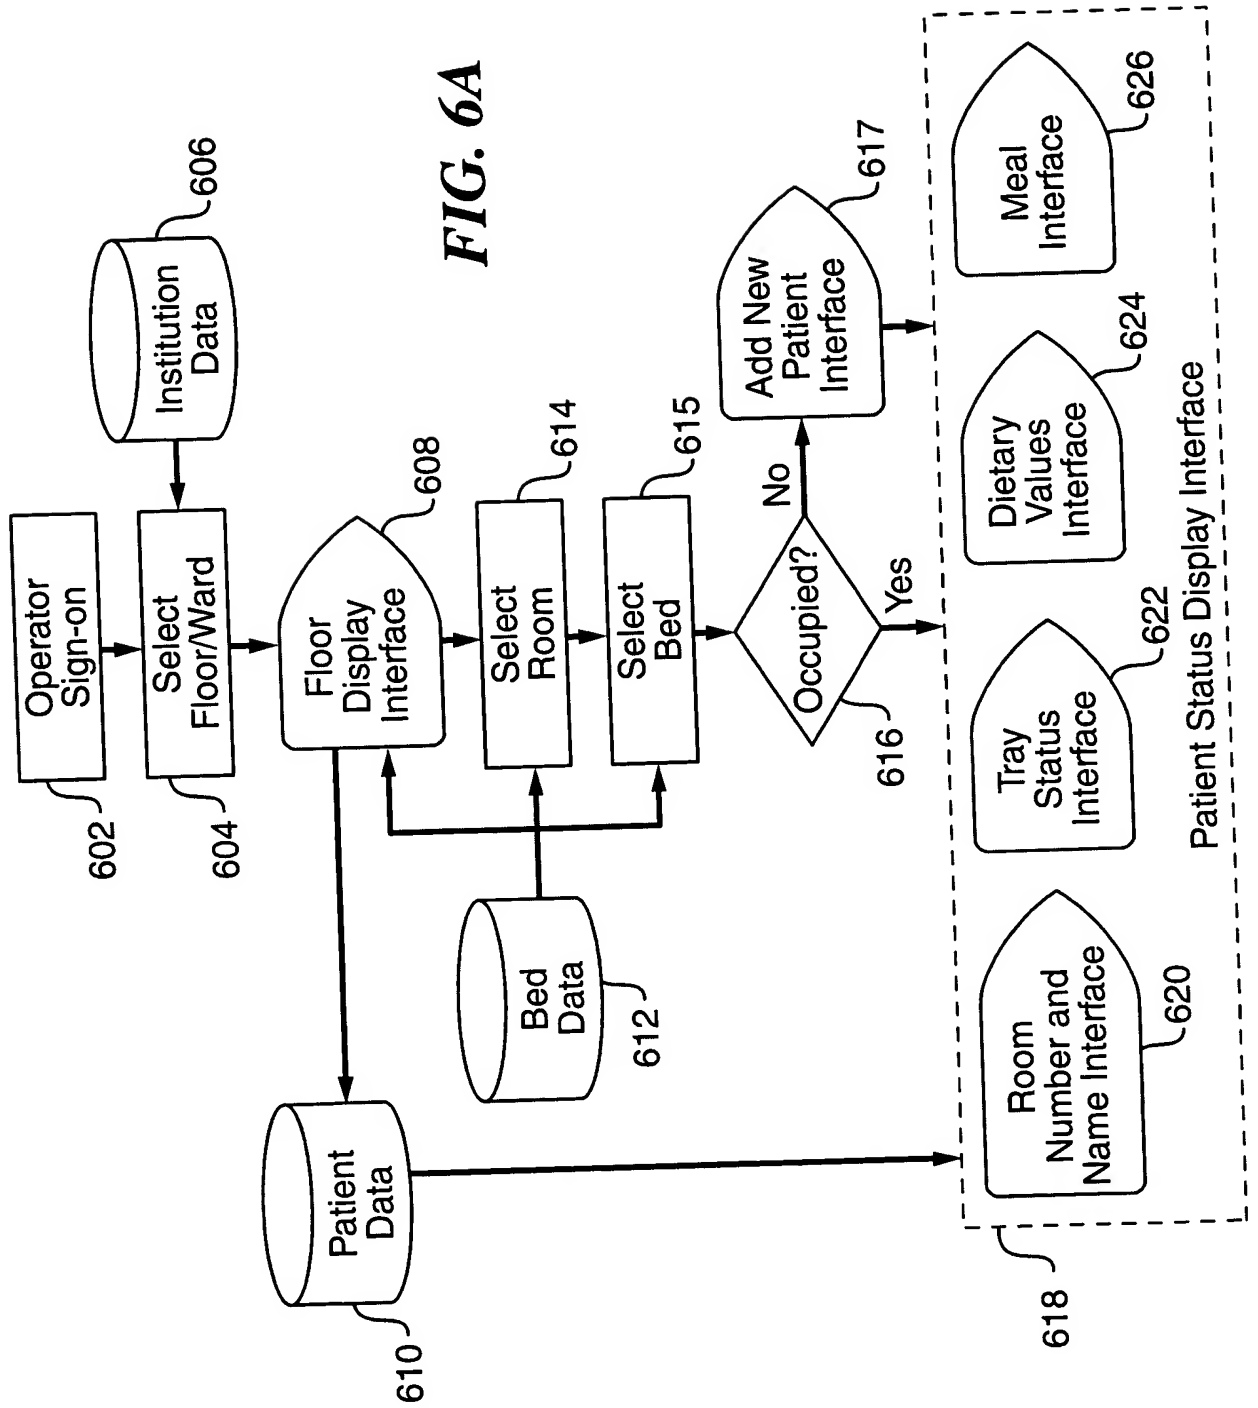 FIG. 6A
Operator
Sign-on
602
Select
Floor/Ward
604
Institution
Data
606
Floor
Display
Interface
608
Patient
Data
610
Bed
Data
612
Select
Room
614
Select
Bed
615
Occupied?
616
No
Yes
Add New
Patient
Interface
617
618
Room
Number and
Name Interface
620
Tray
Status
Interface
622
Dietary
Values
Interface
624
Meal
Interface
626
Patient Status Display Interface